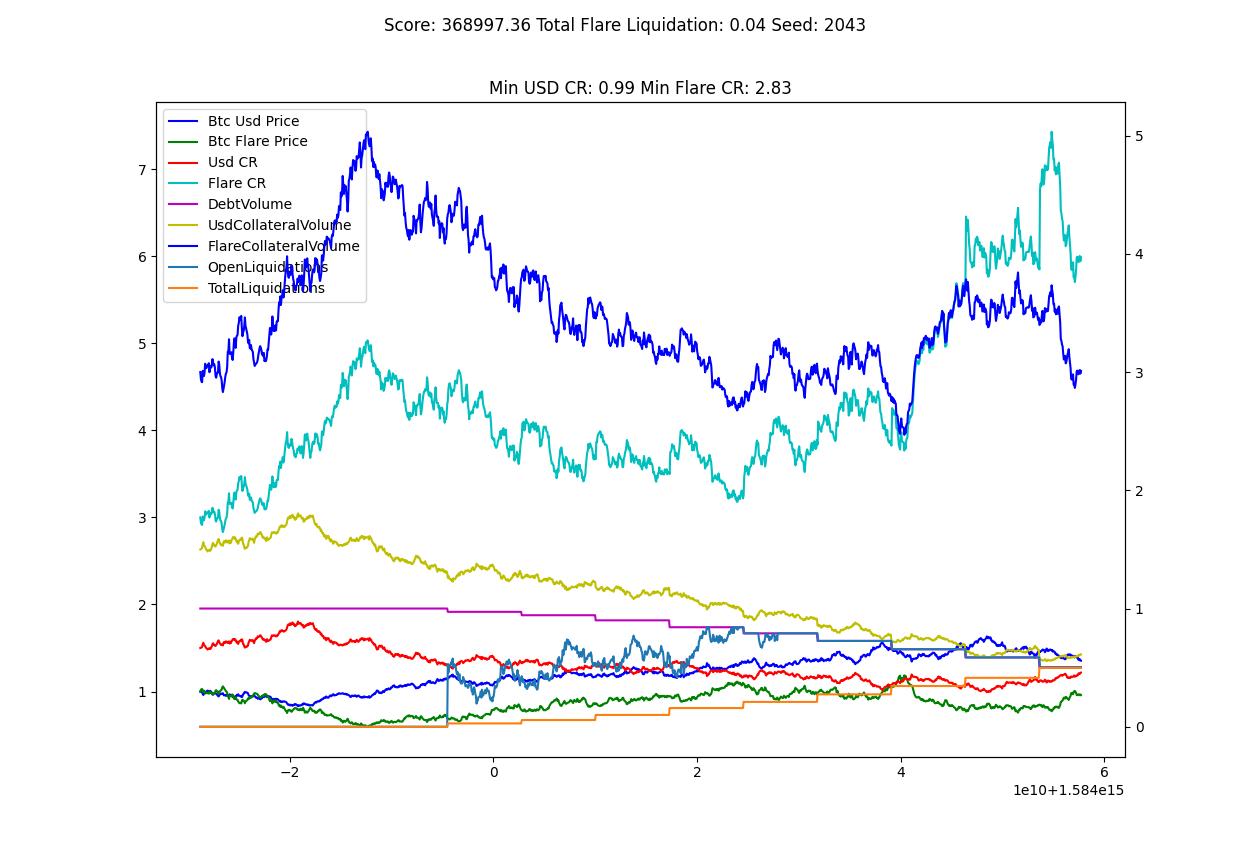 Score: 368997.36 Total Flare Liquidation: 0.04 Seed: 2043
Min USD CR: 0.99 Min Flare CR: 2.83
Btc Usd Price
Btc Flare Price
Usd CR
Flare CR
DebtVolume
UsdCollateralVolume
FlareCollateralVolume
OpenLiquidations
TotalLiquidations
7
6
5
4
3
2
1
5
4
3
2
1
0
−2
0
2
4
6
1e10+1.584e15